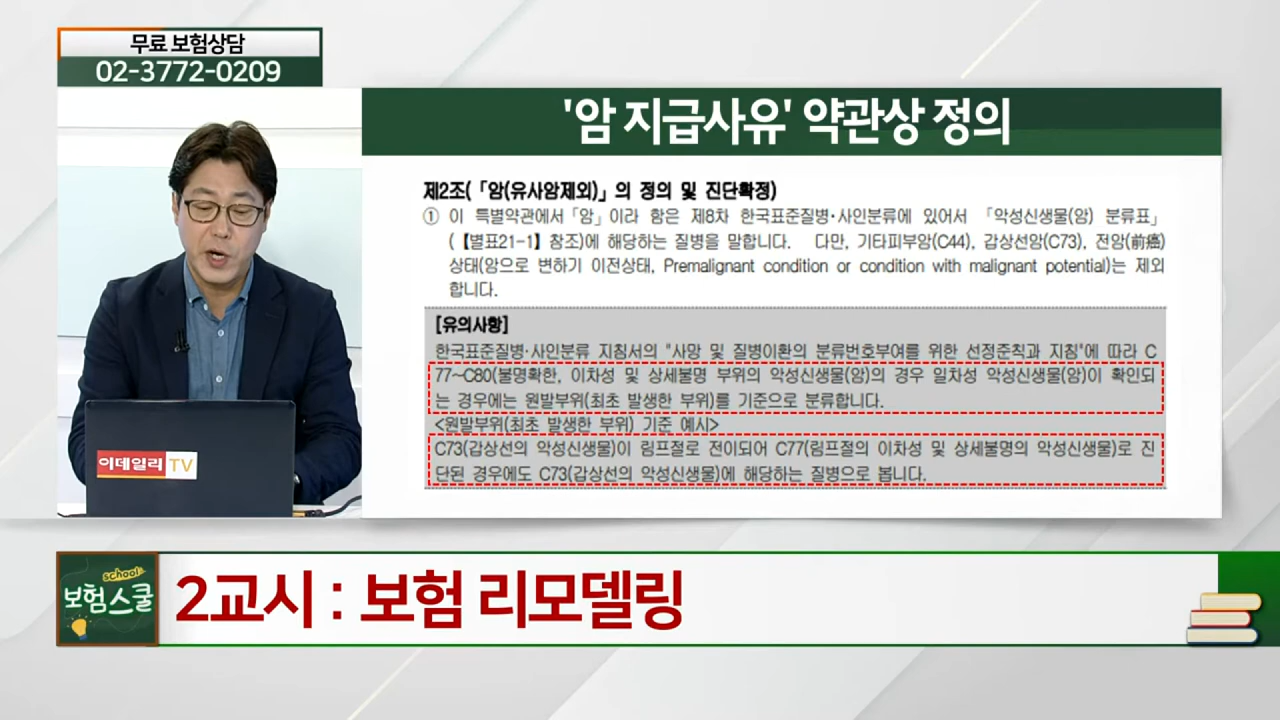 무료 보험상담
02-3772-0209
'암 지급사유' 약관상 정의
제2조(「암(유사암제외)」의 정의 및 진단확정)
① 이 특별약관에서「암」이라 함은 제8차 한국표준질병·사인분류에 있어서 「악성신생물(암) 분류표」
(【별표21-1】참조)에 해당하는 질병을 말합니다. 다만, 기타피부암(C44), 갑상선암(C73), 전암(前癌)
상태(암으로 변하기 이전상태, Premalignant condition or condition with malignant potential)는 제외
합니다.
[유의사항]
한국표준질병·사인분류 지침서의 "사망 및 질병이환의 분류번호부여를 위한 선정준칙과 지침"에 따라 C
77~C80(불명확한, 이차성 및 상세불명 부위의 악성신생물(암)의 경우 일차성 악성신생물(암)이 확인되
는 경우에는 원발부위(최초 발생한 부위)를 기준으로 분류합니다.
<원발부위(최초 발생한 부위) 기준 예시>
C73(갑상선의 악성신생물)이 림프절로 전이되어 C77(림프절의 이차성 및 상세불명의 악성신생물)로 진
단된 경우에도 C73(갑상선의 악성신생물)에 해당하는 질병으로 봅니다.
이데일리 TV
school
보험스쿨
2교시 : 보험 리모델링